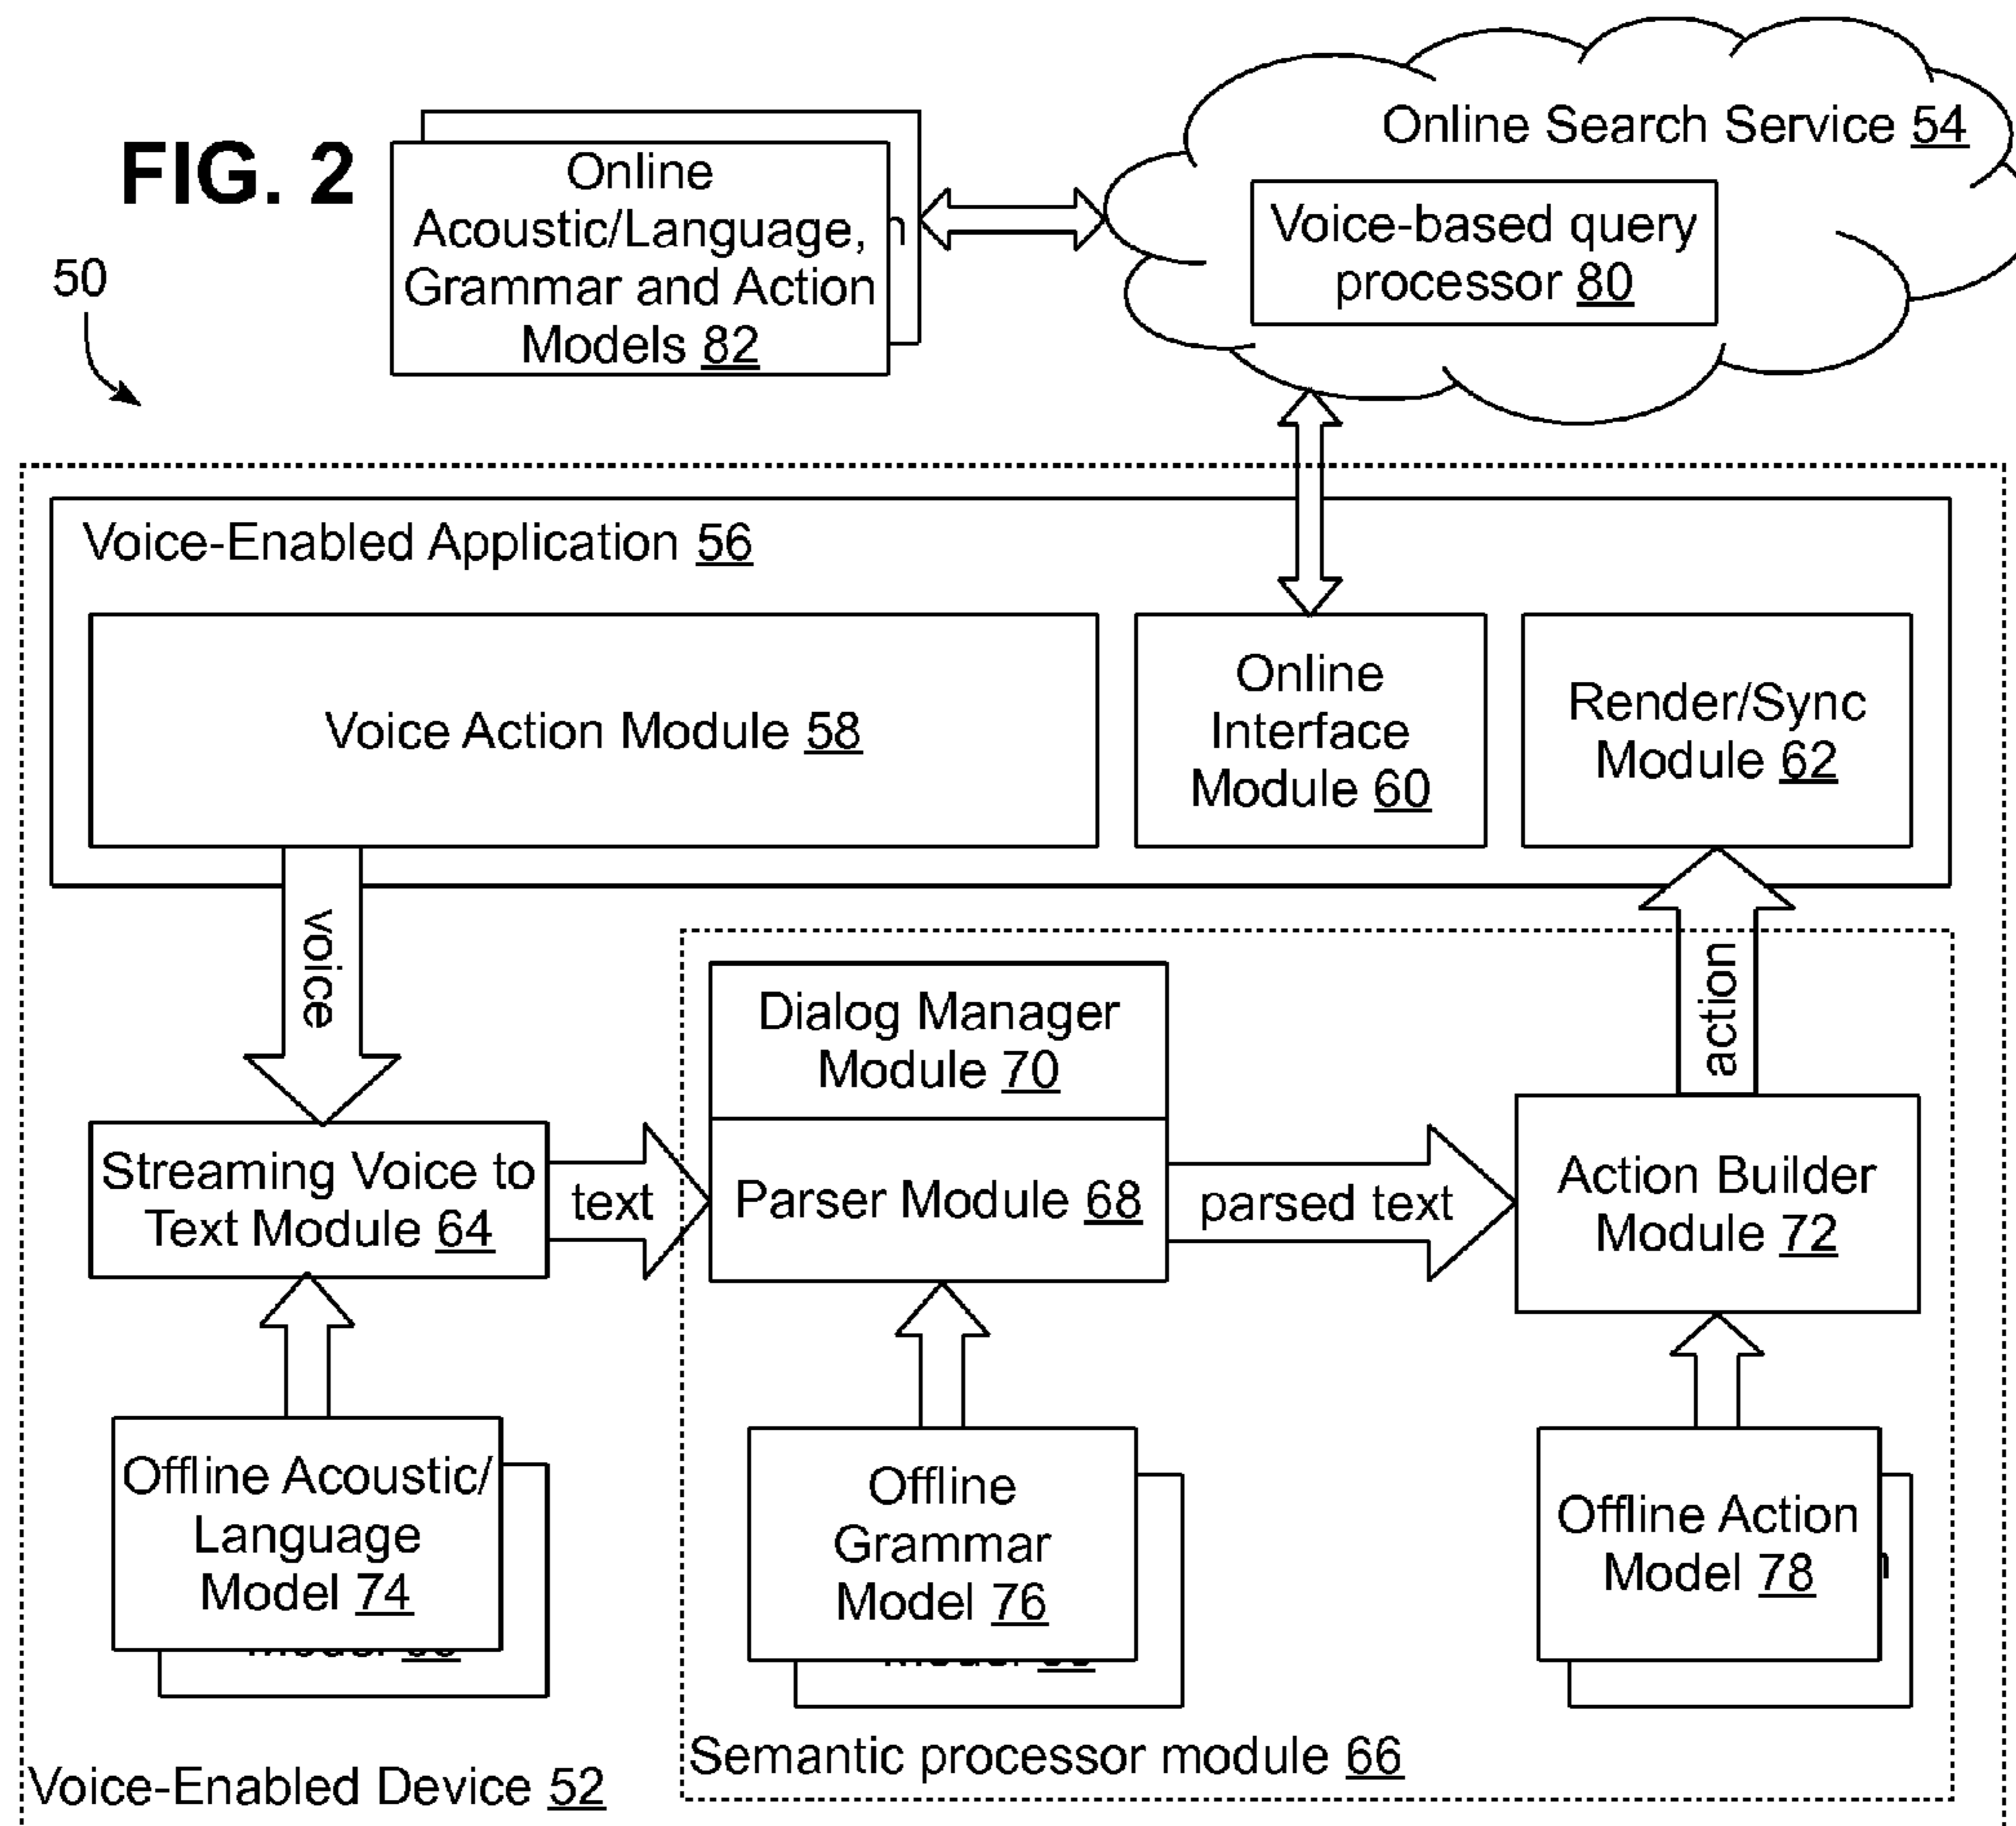 FIG. 2
50
Online
Acoustic/Language,
Grammar and Action
Models 82
Online Search Service 54
Voice-based query
processor 80
Voice-Enabled Application 56
Voice Action Module 58
Online
Interface
Module 60
Render/Sync
Module 62
voice
action
Dialog Manager
Module 70
Streaming Voice to
Text Module 64
text
Parser Module 68
parsed text
Action Builder
Module 72
Offline Acoustic/
Language
Model 74
Offline
Grammar
Model 76
Offline Action
Model 78
Semantic processor module 66
Voice-Enabled Device 52